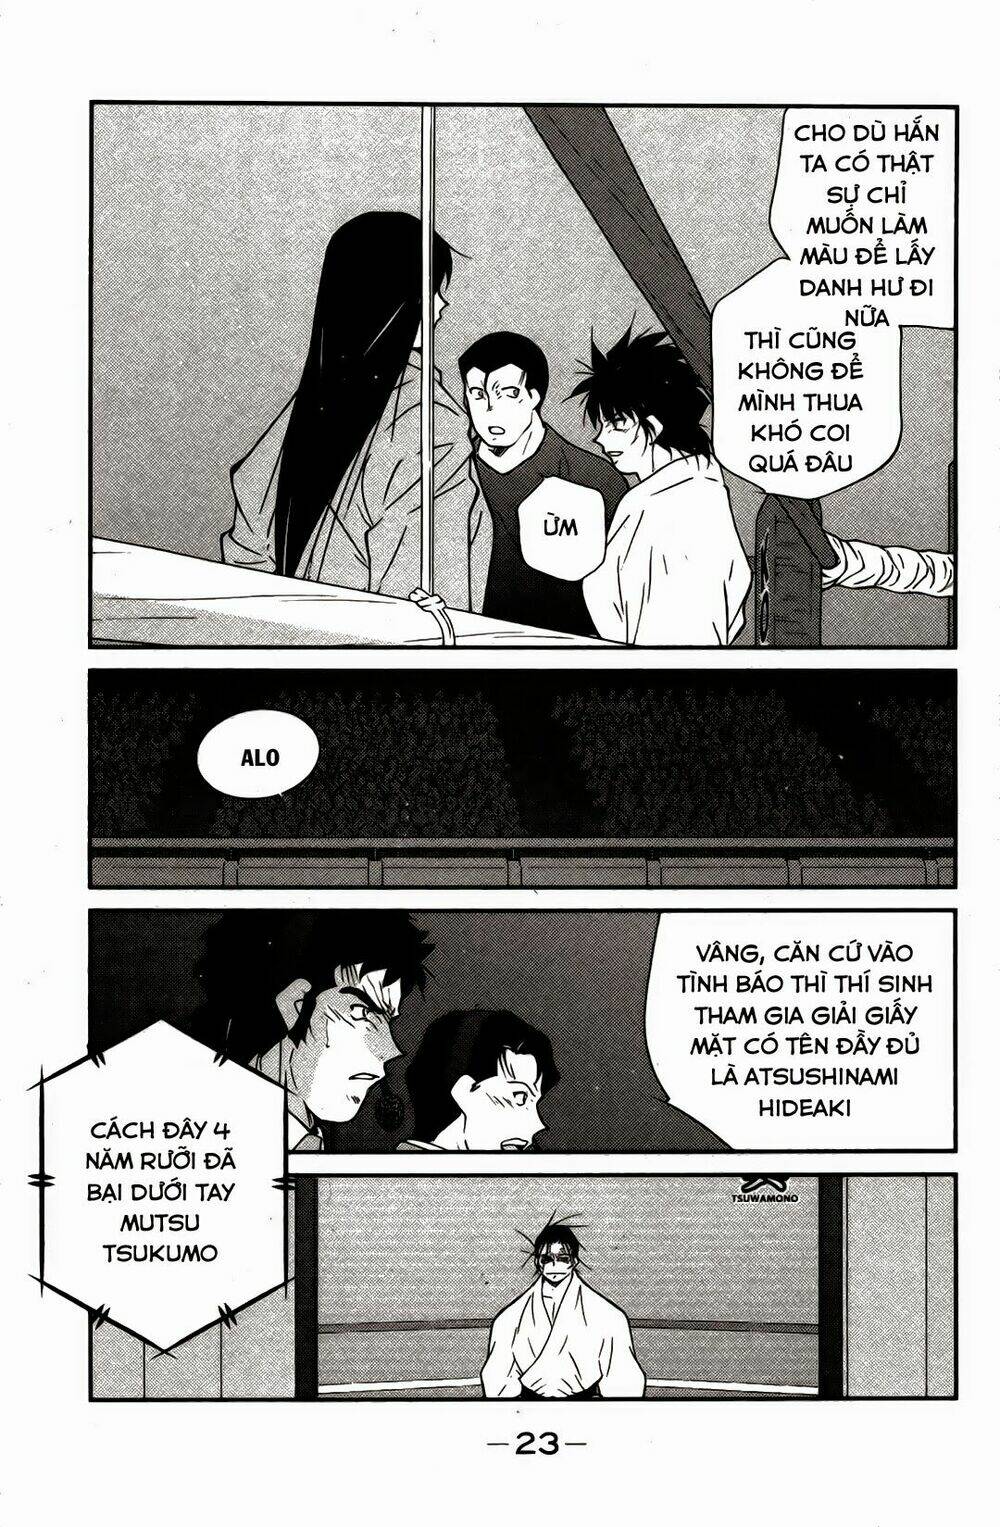 CHO DÙ HẮN
TA CÓ THẬT
SỰ CHỈ
MUỐN LÀM
MÀU ĐỂ LẤY
DANH HƯ ĐI
NỮA
THÌ CŨNG
KHÔNG ĐỂ
MÌNH THUA
KHÓ COI
QUÁ ĐÂU
ỪM
ALO
VÂNG, CĂN CỨ VÀO
TÌNH BÁO THÌ THÍ SINH
THAM GIA GIẢI GIẤY
MẶT CÓ TÊN ĐẦY ĐỦ
LÀ ATSUSHINAMI
HIDEAKI
CÁCH ĐÂY 4
NĂM RƯỠI ĐÃ
BẠI DƯỚI TAY
MUTSU
TSUKUMO
TSUWAMONO
—23—